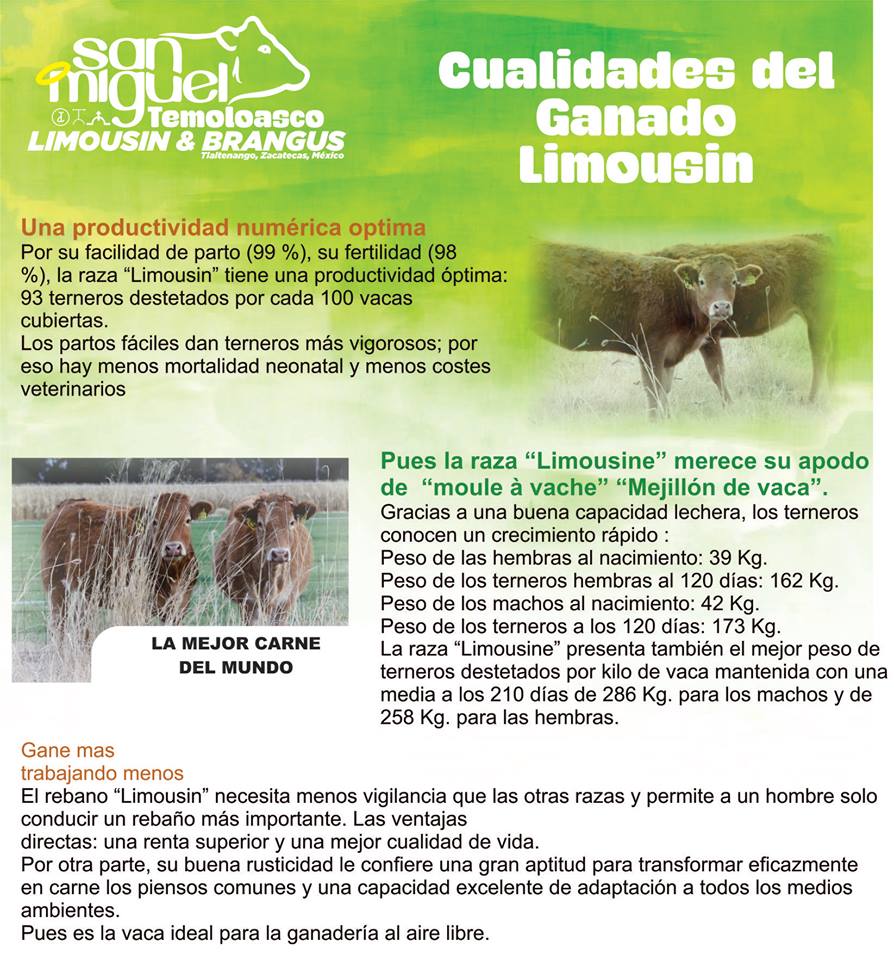 san
miguel
Temoloasco
LIMOUSIN & BRANGUS
Tlaltenango, Zacatecas, México
Cualidades del
Ganado
Limousin
Una productividad numérica optima
Por su facilidad de parto (99 %), su fertilidad (98
%), la raza “Limousin” tiene una productividad óptima:
93 terneros destetados por cada 100 vacas
cubiertas.
Los partos fáciles dan terneros más vigorosos; por
eso hay menos mortalidad neonatal y menos costes
veterinarios
LA MEJOR CARNE
DEL MUNDO
Pues la raza “Limousine” merece su apodo
de “moule à vache” “Mejillón de vaca”.
Gracias a una buena capacidad lechera, los terneros
conocen un crecimiento rápido :
Peso de las hembras al nacimiento: 39 Kg.
Peso de los terneros hembras al 120 días: 162 Kg.
Peso de los machos al nacimiento: 42 Kg.
Peso de los terneros a los 120 días: 173 Kg.
La raza “Limousine” presenta también el mejor peso de
terneros destetados por kilo de vaca mantenida con una
media a los 210 días de 286 Kg. para los machos y de
258 Kg. para las hembras.
Gane mas
trabajando menos
El rebano “Limousin” necesita menos vigilancia que las otras razas y permite a un hombre solo
conducir un rebaño más importante. Las ventajas
directas: una renta superior y una mejor cualidad de vida.
Por otra parte, su buena rusticidad le confiere una gran aptitud para transformar eficazmente
en carne los piensos comunes y una capacidad excelente de adaptación a todos los medios
ambientes.
Pues es la vaca ideal para la ganadería al aire libre.